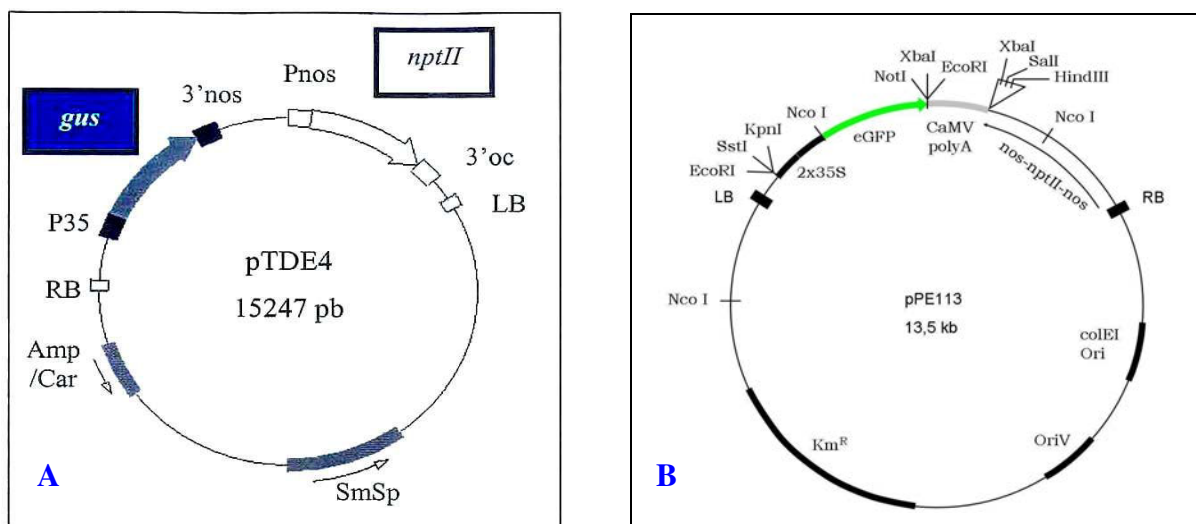 nptII
Pnos
3'nos
gus
3'oc
LB
P35
pTDE4
15247 pb
RB
Amp
/Car
SmSp
A
XbaI
SalI
HindIII
XbaI
EcoRI
NotI
Nco I
Nco I
KpnI
eGFP
CaMV
polyA
SstI
EcoRI
2x35S
nos-nptII-nos
LB
RB
Nco I
pPE113
13,5 kb
colEI
Ori
OriV
KmR
B